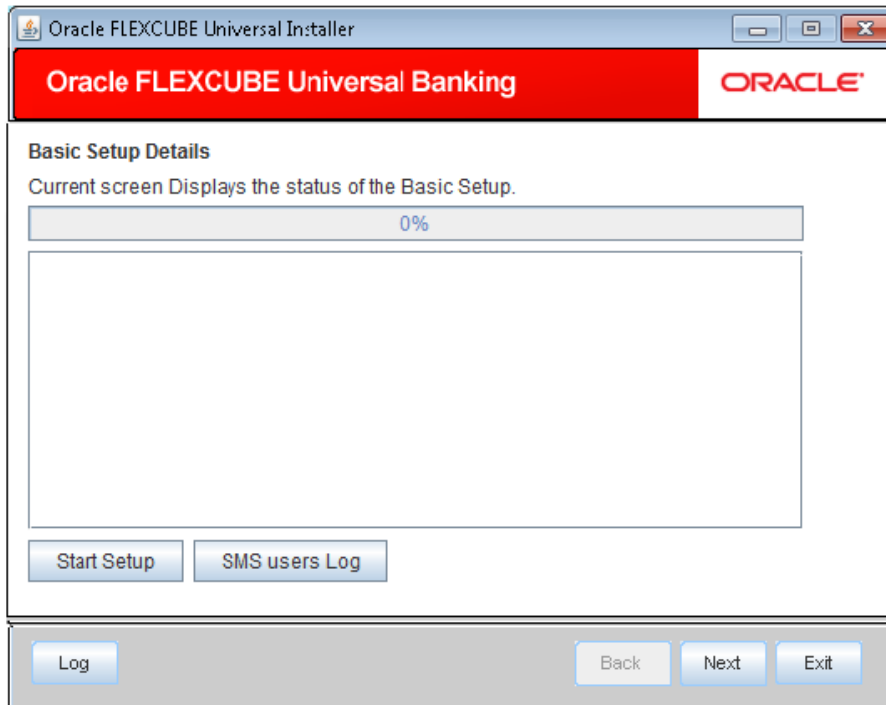 Oracle FLEXCUBE Universal Installer
Oracle FLEXCUBE Universal Banking
ORACLE
Basic Setup Details
Current screen Displays the status of the Basic Setup.
0%
Start Setup SMS users Log
Log Back Next Exit